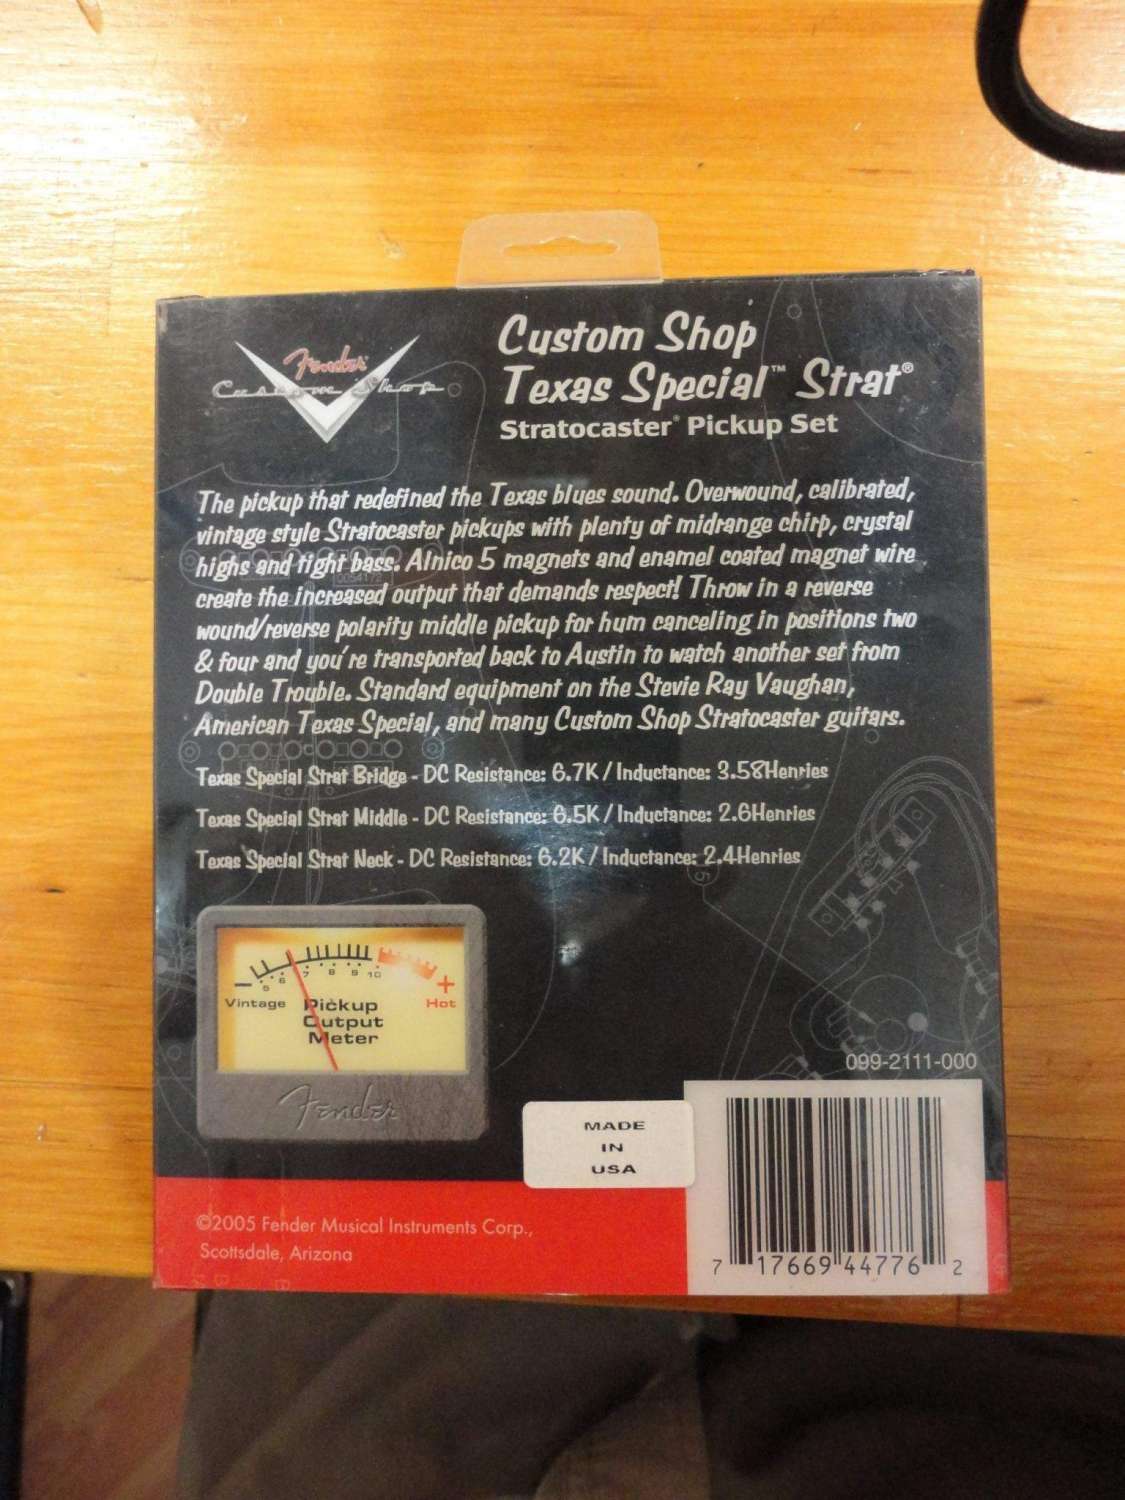 Fender
Custom Shop
Custom Shop
Texas Special™ Strat®
Stratocaster® Pickup Set
The pickup that redefined the Texas blues sound. Overwound, calibrated,
vintage style Stratocaster pickups with plenty of midrange chirp, crystal
highs and tight bass. Alnico 5 magnets and enamel coated magnet wire
create the increased output that demands respect! Throw in a reverse
wound/reverse polarity middle pickup for hum canceling in positions two
& four and you're transported back to Austin to watch another set from
Double Trouble. Standard equipment on the Stevie Ray Vaughan,
American Texas Special, and many Custom Shop Stratocaster guitars.
Texas Special Strat Bridge - DC Resistance: 6.7K / Inductance: 3.58Henries
Texas Special Strat Middle - DC Resistance: 6.5K / Inductance: 2.6Henries
Texas Special Strat Neck - DC Resistance: 6.2K / Inductance: 2.4Henries
5 6 7 8 9 10
− +
Vintage Hot
Pickup
Output
Meter
Fender
099-2111-000
MADE
IN
USA
©2005 Fender Musical Instruments Corp.,
Scottsdale, Arizona
7 17669 44776 2